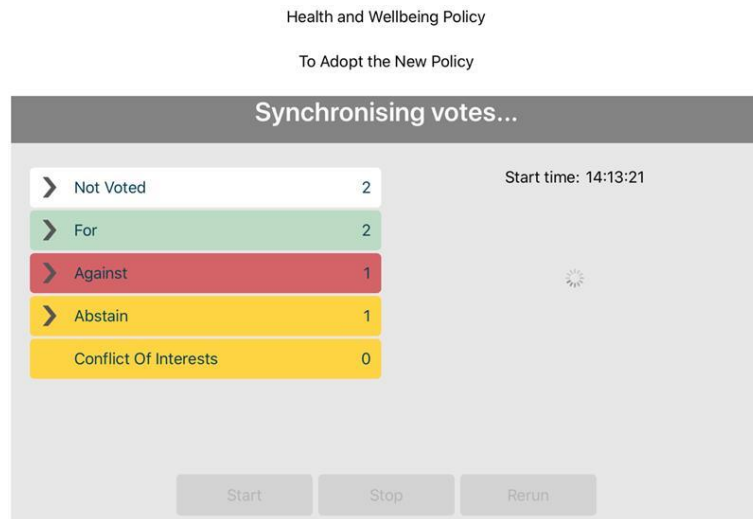 Health and Wellbeing Policy
To Adopt the New Policy
Synchronising votes...
Not Voted 2
Start time: 14:13:21
For 2
Against 1
Abstain 1
Conflict Of Interests 0
Start Stop Rerun